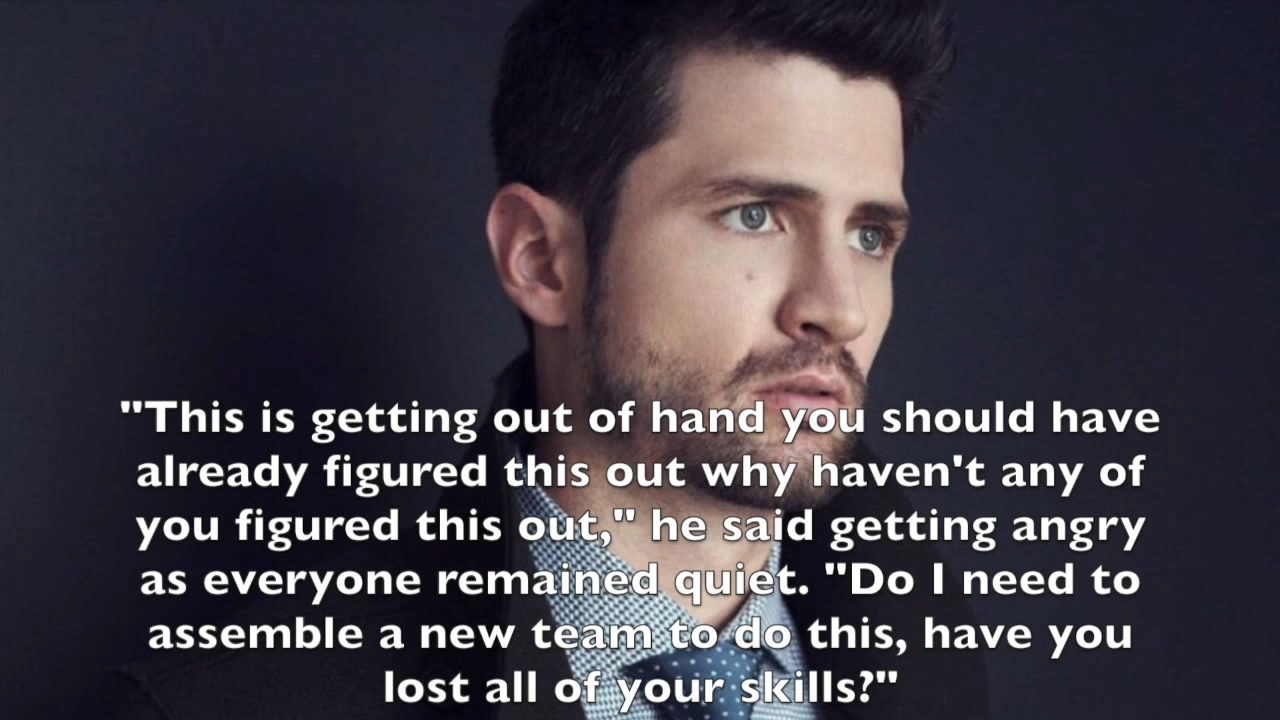 "This is getting out of hand you should have
already figured this out why haven't any of
you figured this out," he said getting angry
as everyone remained quiet. "Do I need to
assemble a new team to do this, have you
lost all of your skills?"